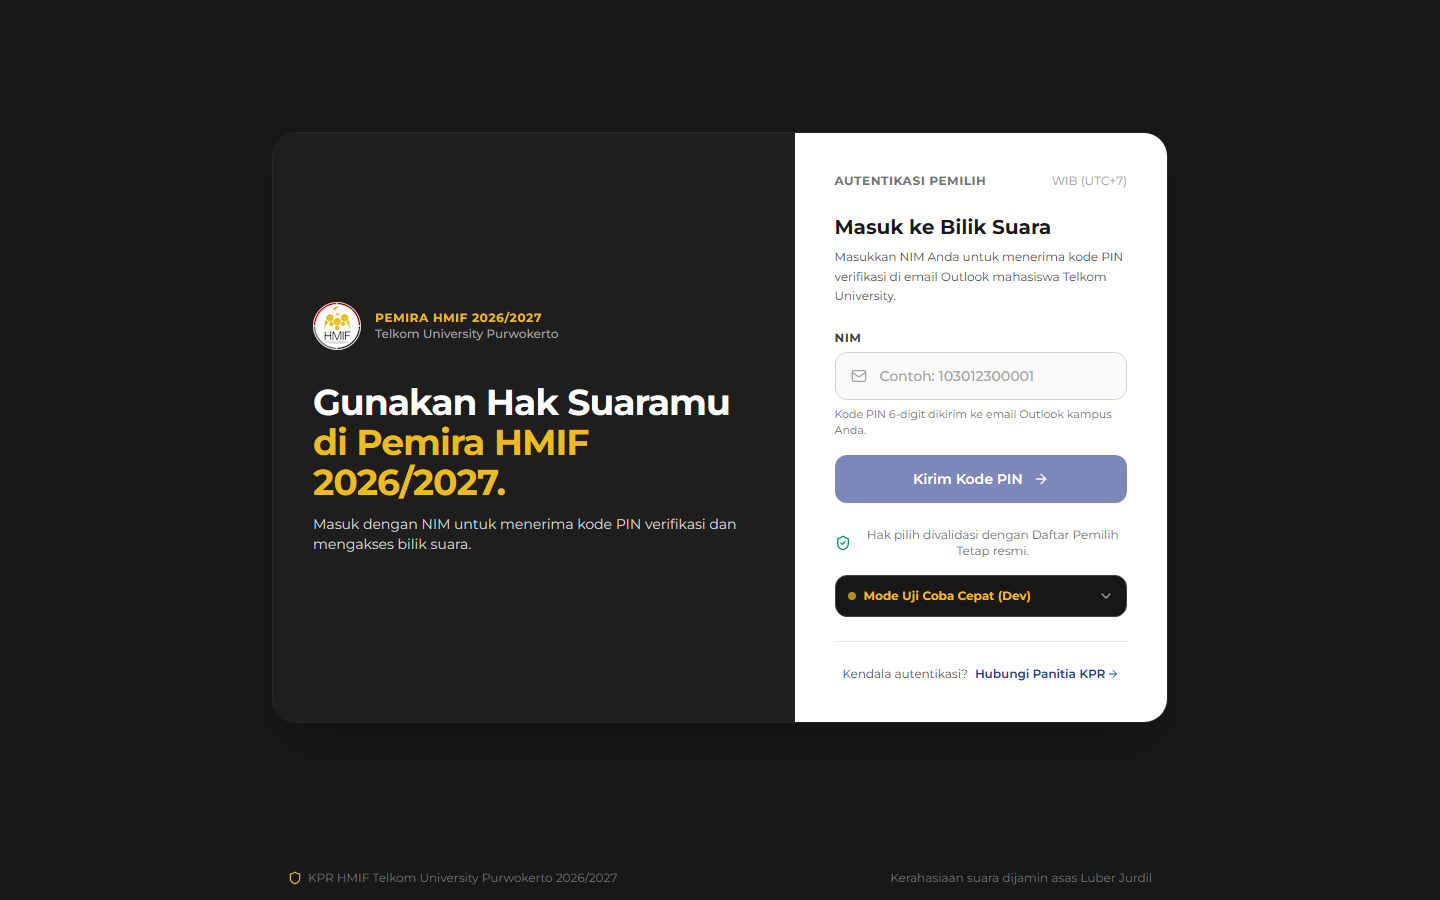 HMIF
PEMIRA HMIF 2026/2027
Telkom University Purwokerto
Gunakan Hak Suaramu
di Pemira HMIF
2026/2027.
Masuk dengan NIM untuk menerima kode PIN verifikasi dan
mengakses bilik suara.
AUTENTIKASI PEMILIH
WIB (UTC+7)
Masuk ke Bilik Suara
Masukkan NIM Anda untuk menerima kode PIN
verifikasi di email Outlook mahasiswa Telkom
University.
NIM
Contoh: 103012300001
Kode PIN 6-digit dikirim ke email Outlook kampus
Anda.
Kirim Kode PIN
Hak pilih divalidasi dengan Daftar Pemilih
Tetap resmi.
Mode Uji Coba Cepat (Dev)
Kendala autentikasi? Hubungi Panitia KPR
KPR HMIF Telkom University Purwokerto 2026/2027
Kerahasiaan suara dijamin asas Luber Jurdil